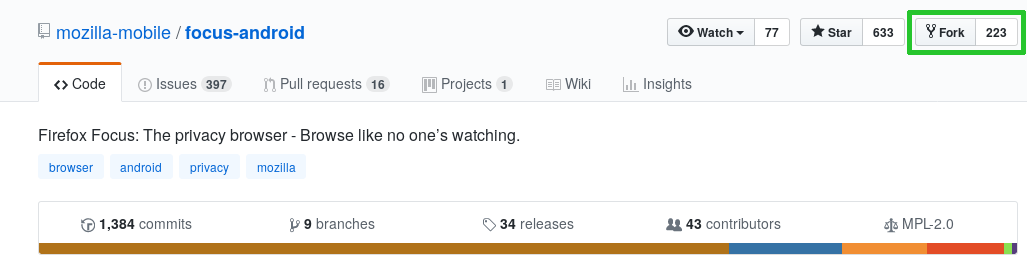 mozilla-mobile / focus-android Watch 77 Star 633 Fork 223
Code Issues 397 Pull requests 16 Projects 1 Wiki Insights
Firefox Focus: The privacy browser - Browse like no one’s watching.
browser android privacy mozilla
1,384 commits 9 branches 34 releases 43 contributors MPL-2.0